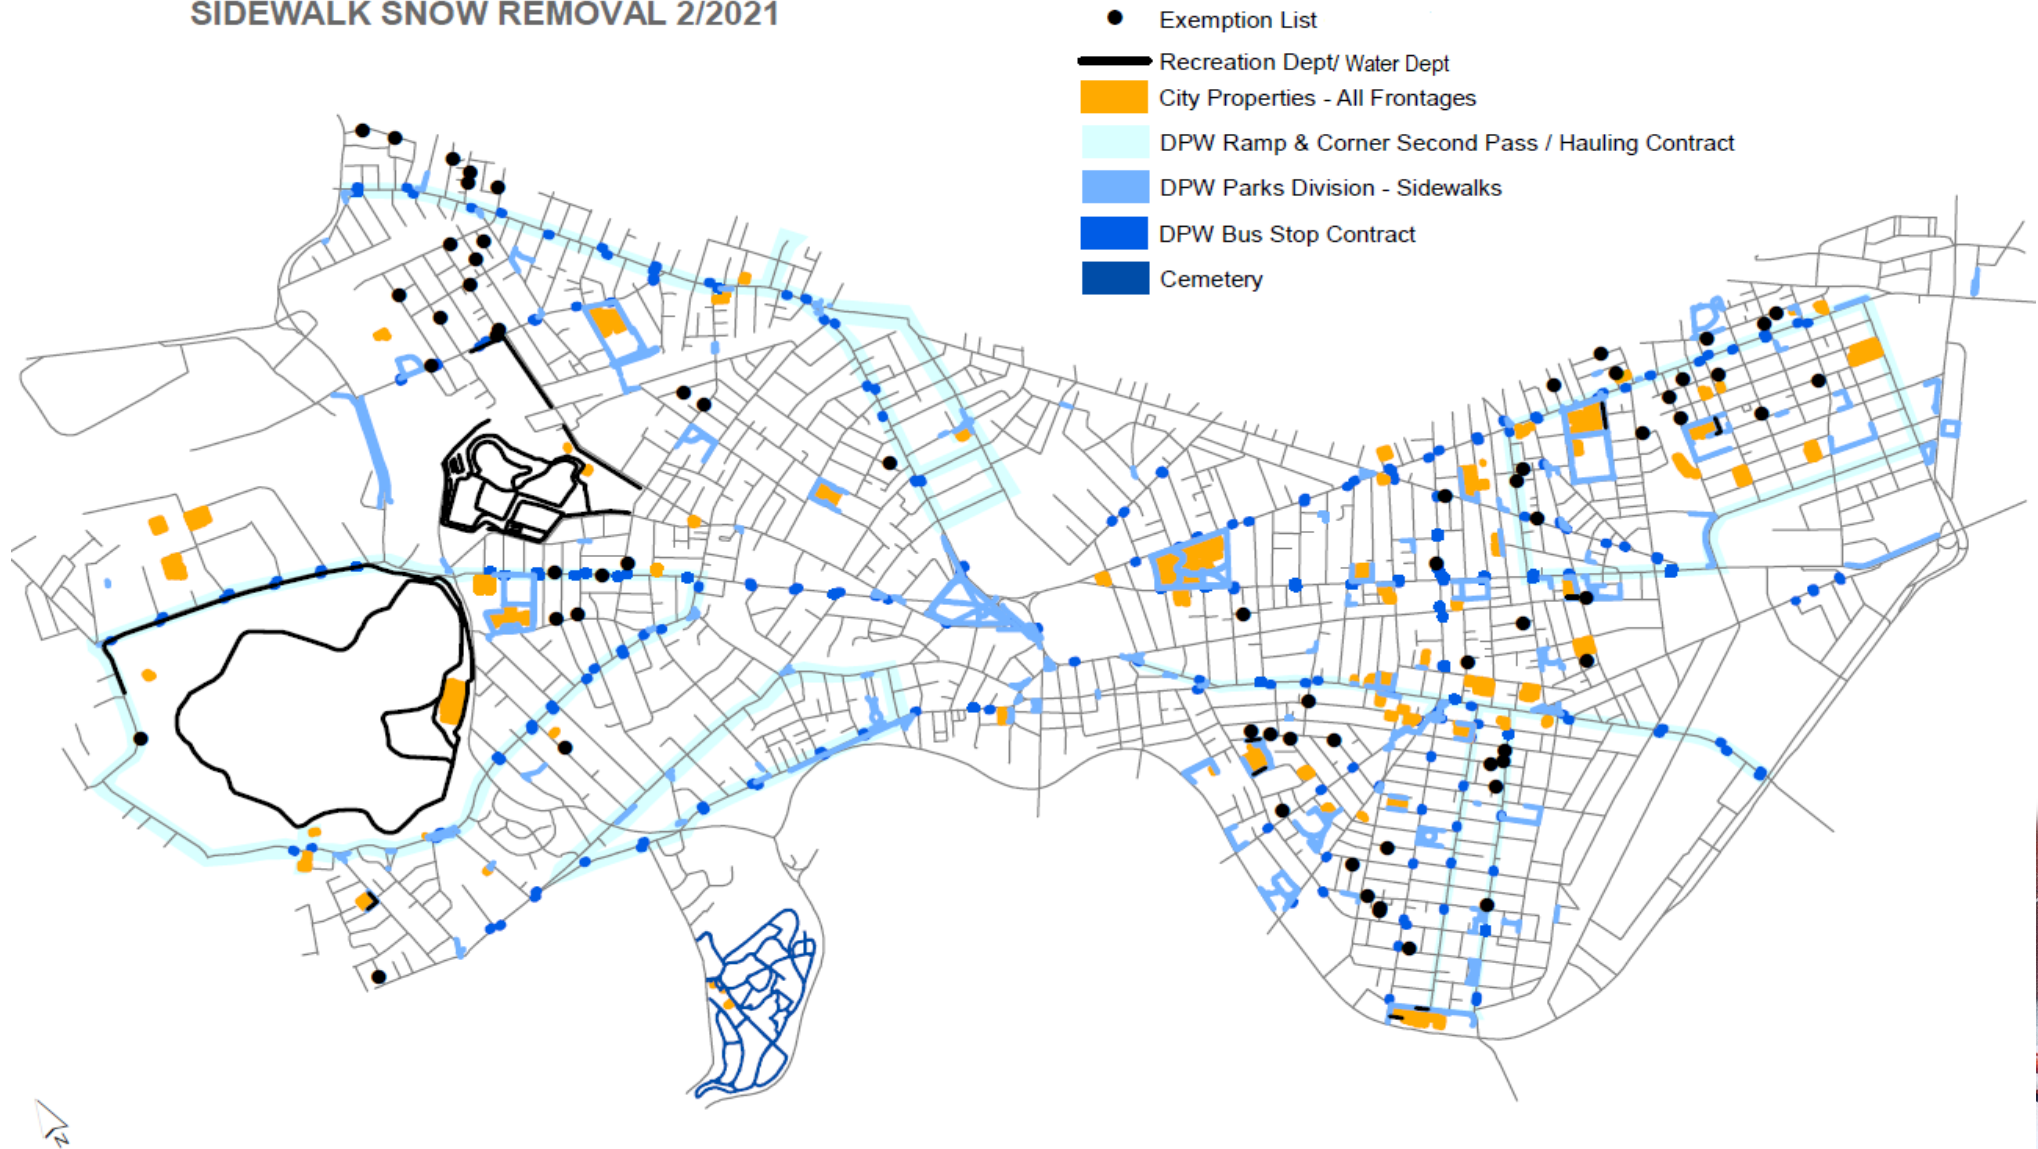 SIDEWALK SNOW REMOVAL 2/2021
Exemption List
Recreation Dept/ Water Dept
City Properties - All Frontages
DPW Ramp & Corner Second Pass / Hauling Contract
DPW Parks Division - Sidewalks
DPW Bus Stop Contract
Cemetery
N